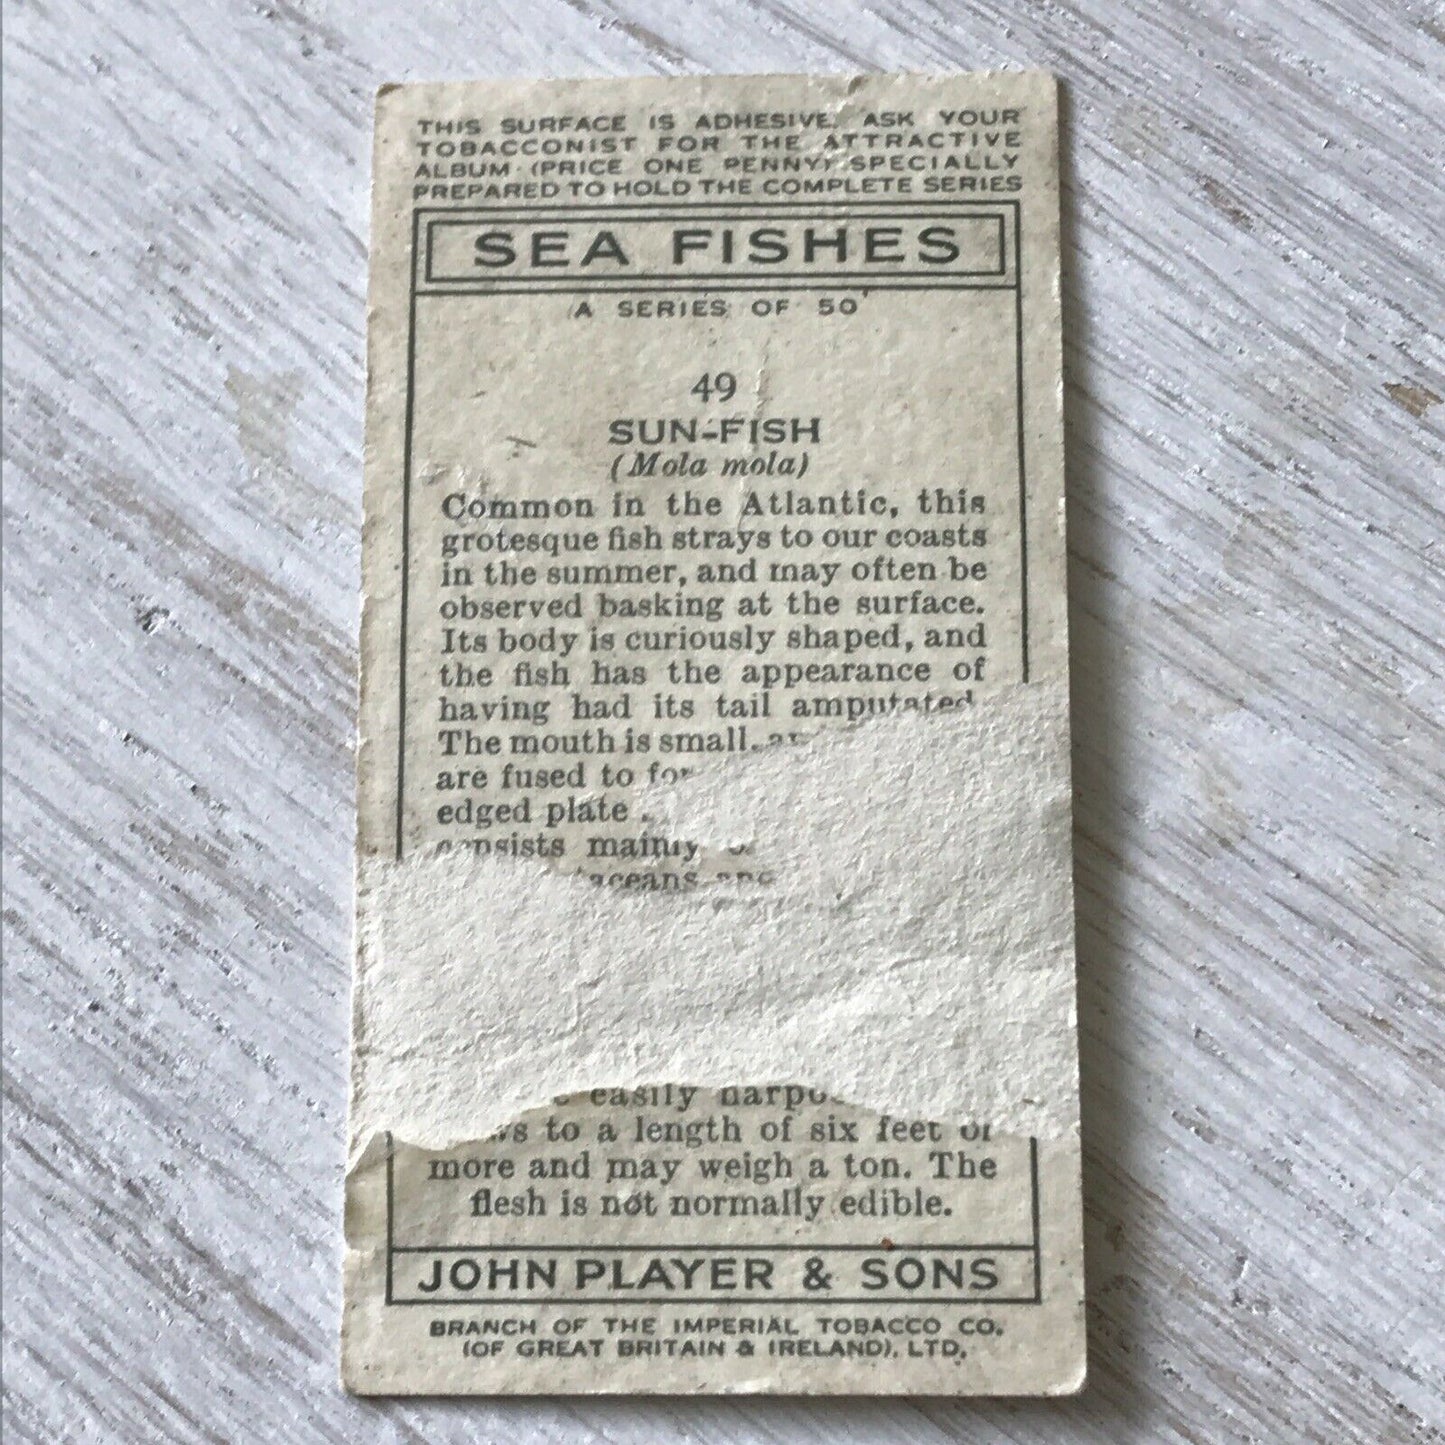 THIS SURFACE IS ADHESIVE. ASK YOUR
TOBACCONIST FOR THE ATTRACTIVE
ALBUM (PRICE ONE PENNY) SPECIALLY
PREPARED TO HOLD THE COMPLETE SERIES
SEA FISHES
A SERIES OF 50
49
SUN-FISH
(Mola mola)
Common in the Atlantic, this
grotesque fish strays to our coasts
in the summer, and may often be
observed basking at the surface.
Its body is curiously shaped, and
the fish has the appearance of
having had its tail amputated.
The mouth is small,
are fused to
edged plate
consists mainly
easily
to a length of six feet or
more and may weigh a ton. The
flesh is not normally edible.
JOHN PLAYER & SONS
BRANCH OF THE IMPERIAL TOBACCO CO.
(OF GREAT BRITAIN & IRELAND), LTD.